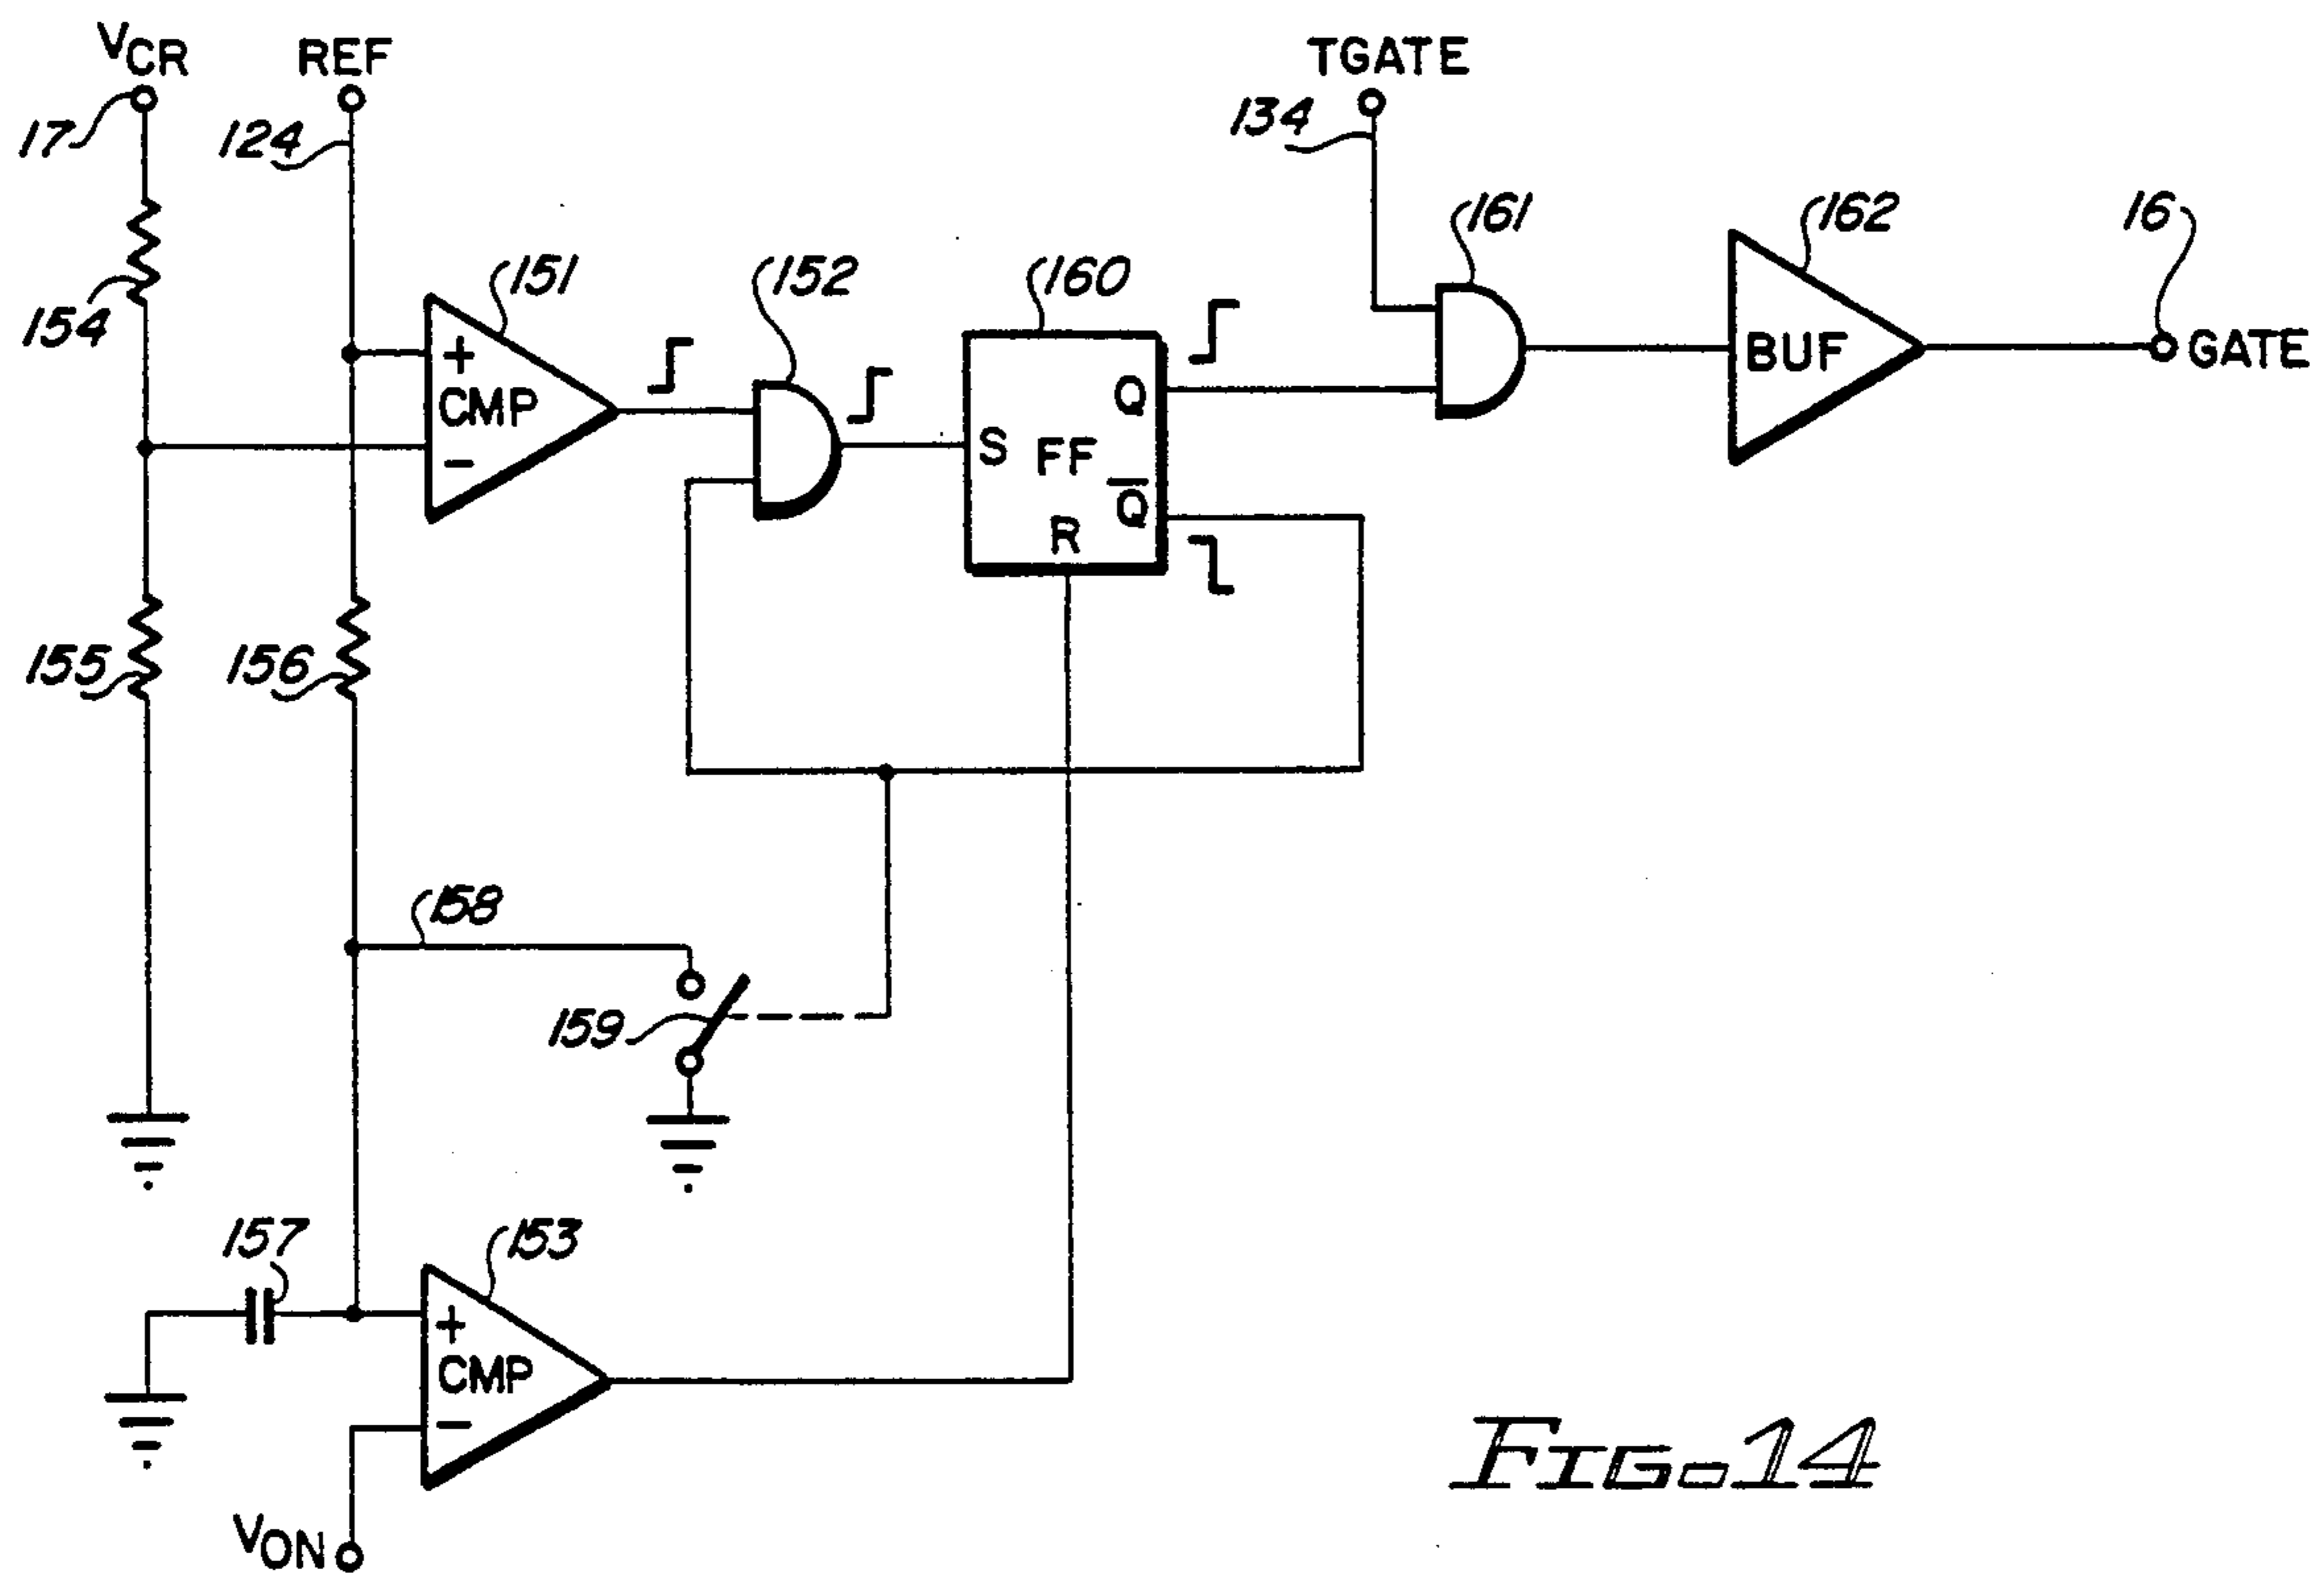 VCR
REF
TGATE
17
124
134
161
162
16
154
151
152
160
+
CMP
−
S
FF
Q
Q̅
R
BUF
GATE
155
156
158
159
157
153
+
CMP
−
VON
FIG. 14